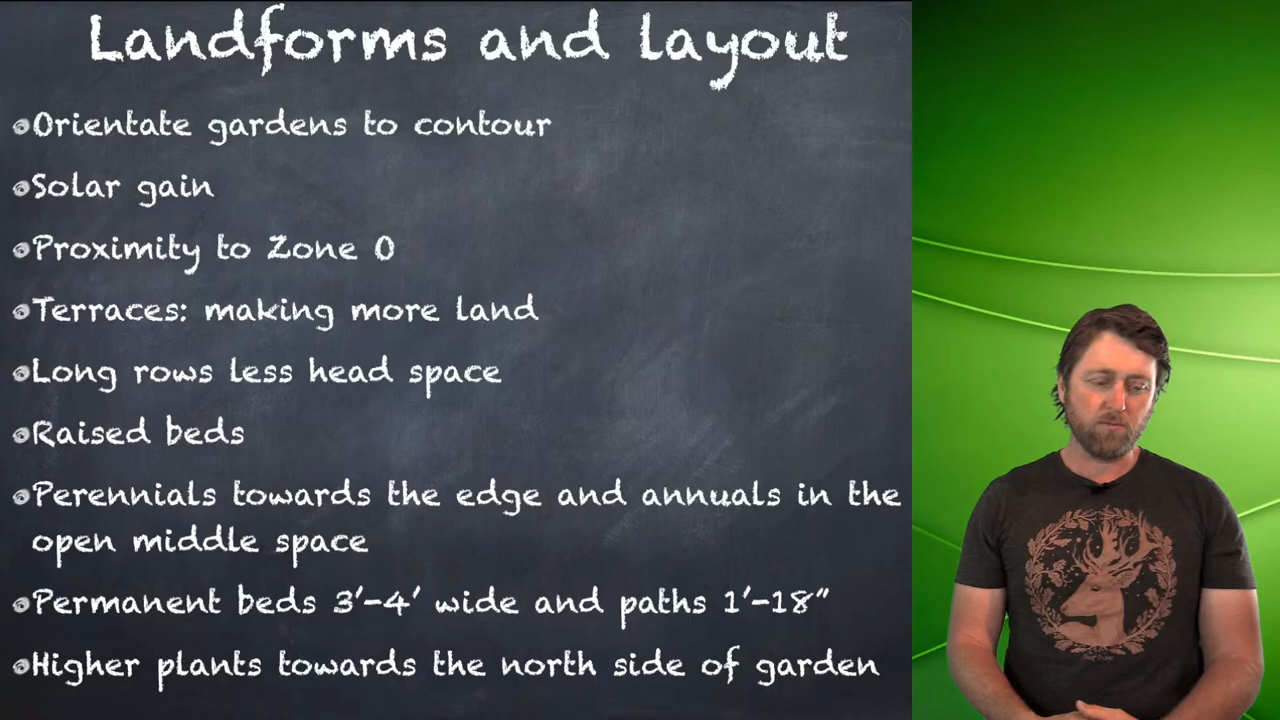 Landforms and layout
Orientate gardens to contour
Solar gain
Proximity to Zone 0
Terraces: making more land
Long rows less head space
Raised beds
Perennials towards the edge and annuals in the
open middle space
Permanent beds 3'-4' wide and paths 1'-18"
Higher plants towards the north side of garden